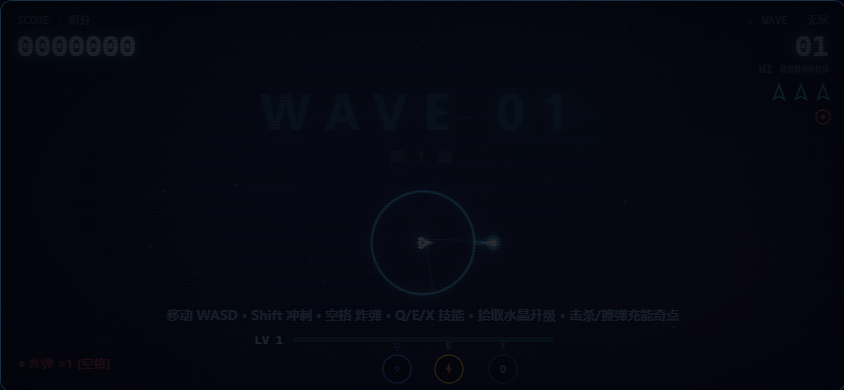 SCORE · 得分
0000000
WAVE · 无尽
01
HI 0000000
WAVE 01
第 1 波
移动 WASD • Shift 冲刺 • 空格 炸弹 • Q/E/X 技能 • 拾取水晶升级 • 击杀/擦弹充能奇点
LV 1
Q E X
0
● 炸弹 ×1 [空格]